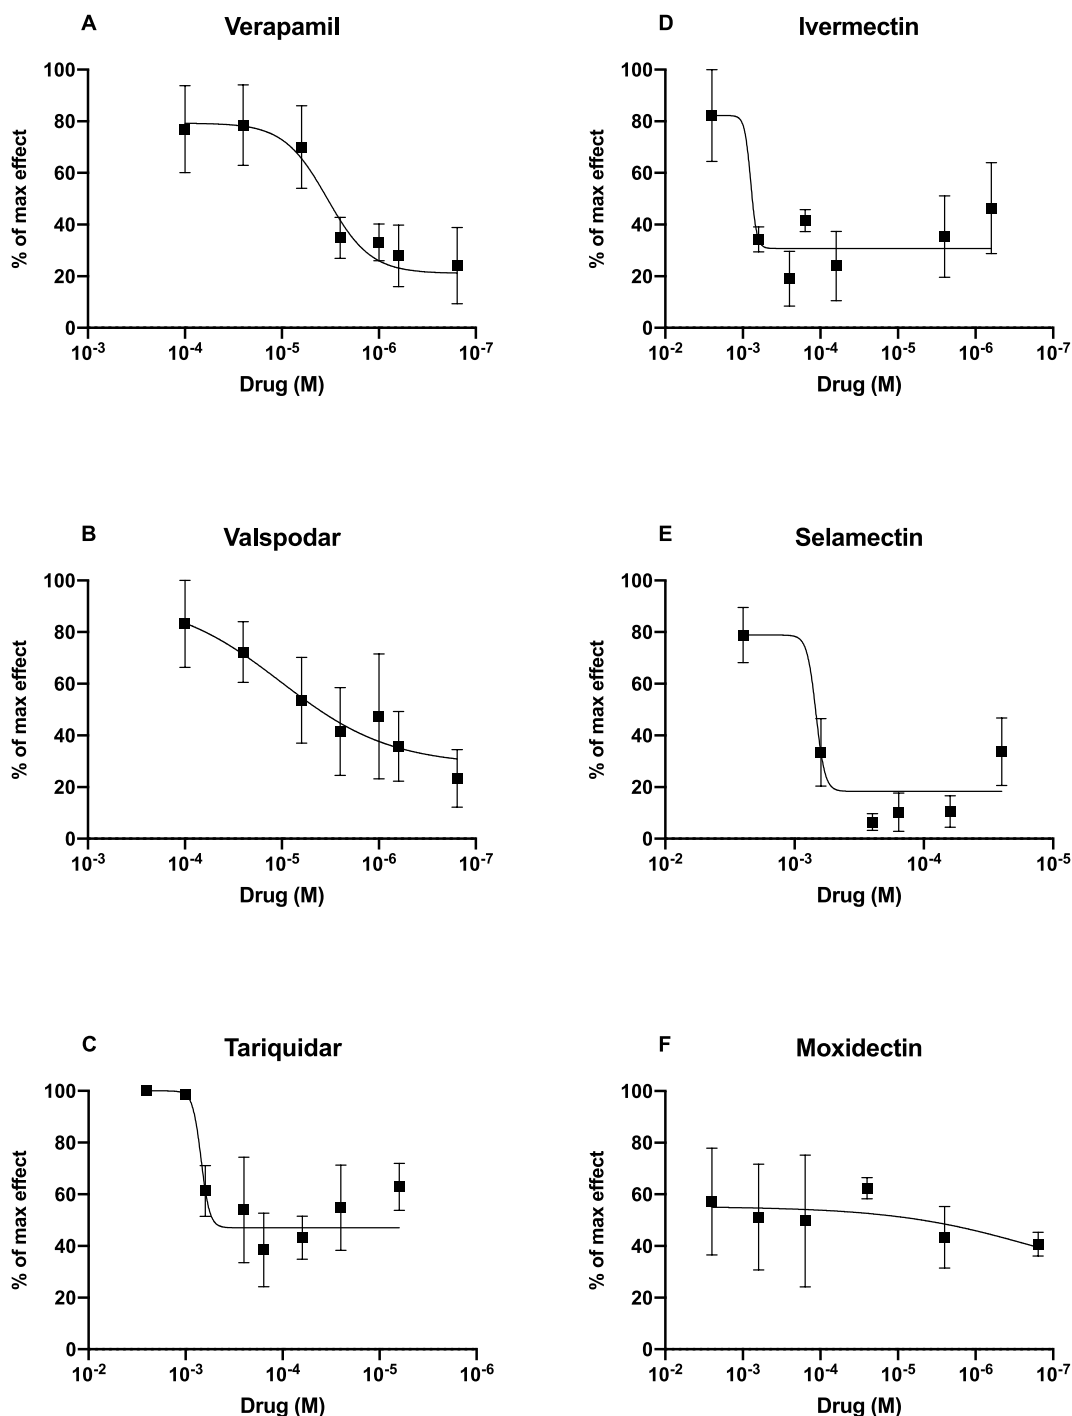 A Verapamil
100
80
60
40
20
0
% of max effect
10-3 10-4 10-5 10-6 10-7
Drug (M)
D Ivermectin
100
80
60
40
20
0
% of max effect
10-2 10-3 10-4 10-5 10-6 10-7
Drug (M)
B Valspodar
100
80
60
40
20
0
% of max effect
10-3 10-4 10-5 10-6 10-7
Drug (M)
E Selamectin
100
80
60
40
20
0
% of max effect
10-2 10-3 10-4 10-5
Drug (M)
C Tariquidar
100
80
60
40
20
0
% of max effect
10-2 10-3 10-4 10-5 10-6
Drug (M)
F Moxidectin
100
80
60
40
20
0
% of max effect
10-2 10-3 10-4 10-5 10-6 10-7
Drug (M)